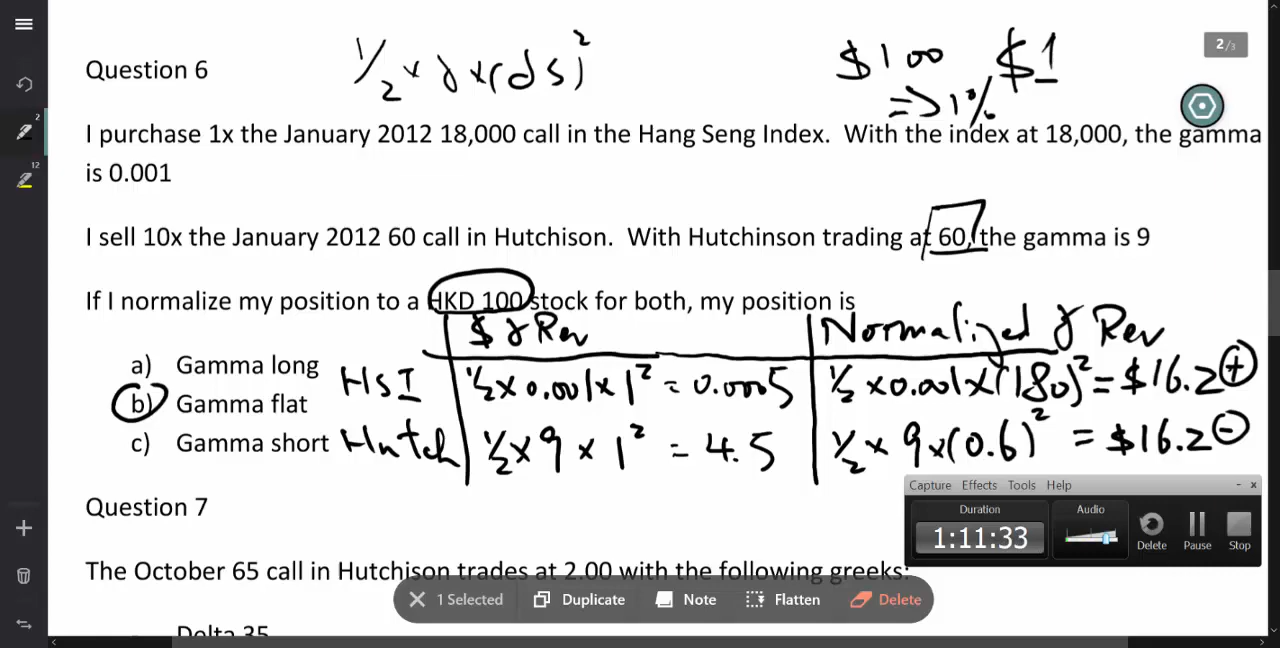 2/3
Question 6
½ × γ × (ds)²
$100 $1
=> 1%
2
I purchase 1x the January 2012 18,000 call in the Hang Seng Index. With the index at 18,000, the gamma
is 0.001
12
I sell 10x the January 2012 60 call in Hutchison. With Hutchinson trading at 60, the gamma is 9
If I normalize my position to a HKD 100 stock for both, my position is
$ γ Rev Normalized γ Rev
a) Gamma long
HSI ½ × 0.001 × 1² = 0.0005 ½ × 0.001 × (180)² = $16.2 +
b) Gamma flat
c) Gamma short
Hutch ½ × 9 × 1² = 4.5 ½ × 9 × (0.6)² = $16.2 -
Question 7
Capture Effects Tools Help - x
Duration Audio
1:11:33 Delete Pause Stop
The October 65 call in Hutchison trades at 2.00 with the following greeks:
1 Selected Duplicate Note Flatten Delete
Delta 35